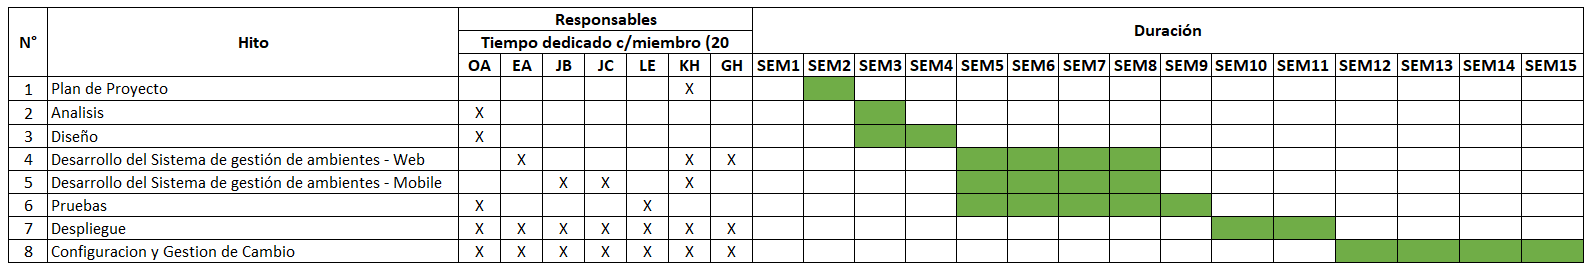 N° Hito Responsables Duración
Tiempo dedicado c/miembro (20
OA EA JB JC LE KH GH SEM1 SEM2 SEM3 SEM4 SEM5 SEM6 SEM7 SEM8 SEM9 SEM10 SEM11 SEM12 SEM13 SEM14 SEM15
1 Plan de Proyecto X
2 Analisis X
3 Diseño X
4 Desarrollo del Sistema de gestión de ambientes - Web X X X
5 Desarrollo del Sistema de gestión de ambientes - Mobile X X X
6 Pruebas X X
7 Despliegue X X X X X X X
8 Configuracion y Gestion de Cambio X X X X X X X